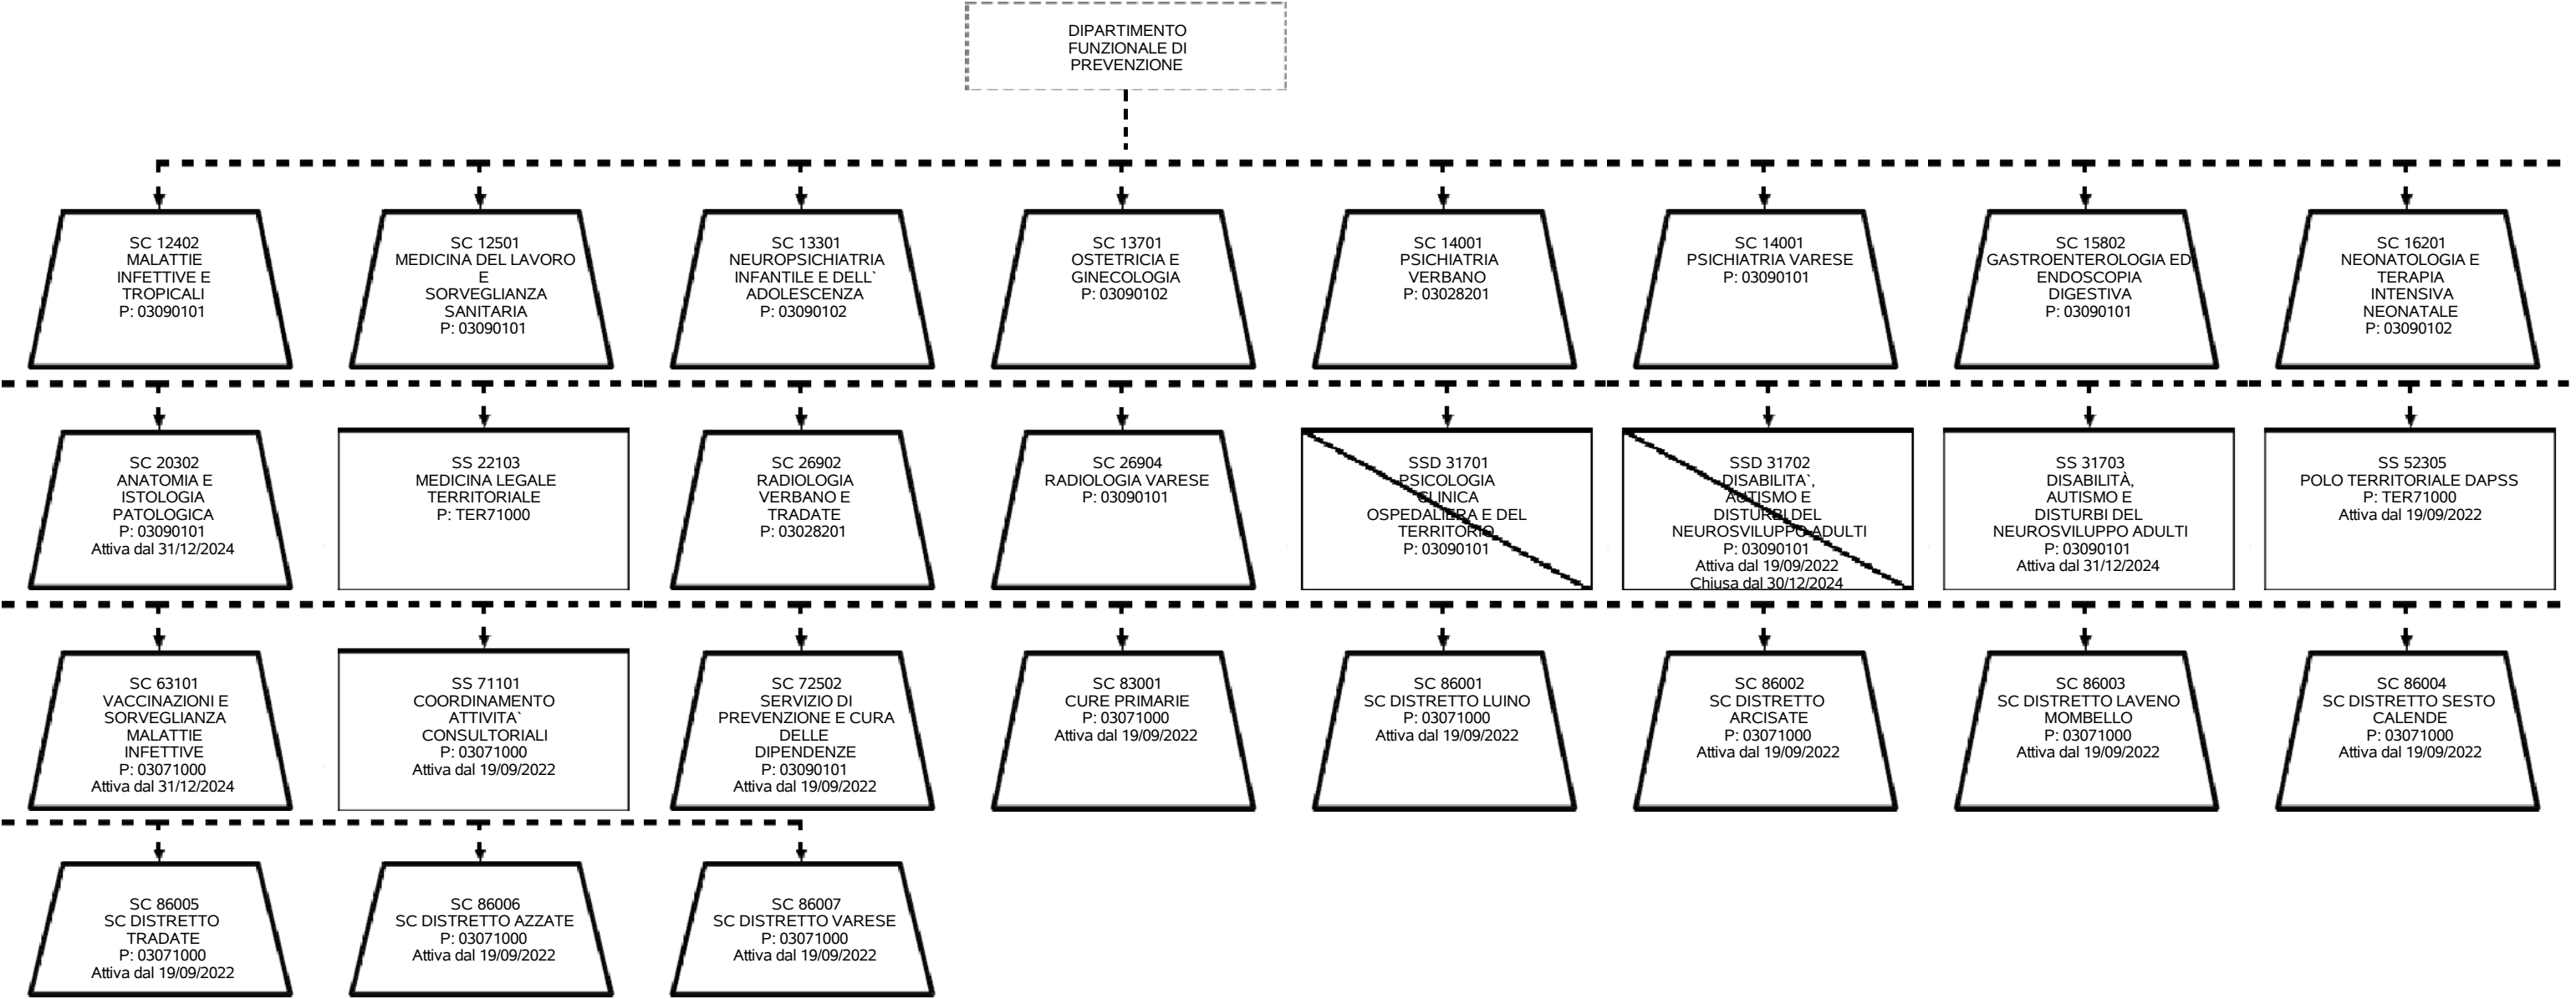 DIPARTIMENTO
FUNZIONALE DI
PREVENZIONE
SC 12402
MALATTIE
INFETTIVE E
TROPICALI
P: 03090101
SC 12501
MEDICINA DEL LAVORO
E
SORVEGLIANZA
SANITARIA
P: 03090101
SC 13301
NEUROPSICHIATRIA
INFANTILE E DELL`
ADOLESCENZA
P: 03090102
SC 13701
OSTETRICIA E
GINECOLOGIA
P: 03090102
SC 14001
PSICHIATRIA
VERBANO
P: 03028201
SC 14001
PSICHIATRIA VARESE
P: 03090101
SC 15802
GASTROENTEROLOGIA ED
ENDOSCOPIA
DIGESTIVA
P: 03090101
SC 16201
NEONATOLOGIA E
TERAPIA
INTENSIVA
NEONATALE
P: 03090102
SC 20302
ANATOMIA E
ISTOLOGIA
PATOLOGICA
P: 03090101
Attiva dal 31/12/2024
SS 22103
MEDICINA LEGALE
TERRITORIALE
P: TER71000
SC 26902
RADIOLOGIA
VERBANO E
TRADATE
P: 03028201
SC 26904
RADIOLOGIA VARESE
P: 03090101
SSD 31701
PSICOLOGIA
CLINICA
OSPEDALIERA E DEL
TERRITORIO
P: 03090101
SSD 31702
DISABILITA`,
AUTISMO E
DISTURBI DEL
NEUROSVILUPPO ADULTI
P: 03090101
Attiva dal 19/09/2022
Chiusa dal 30/12/2024
SS 31703
DISABILITÀ,
AUTISMO E
DISTURBI DEL
NEUROSVILUPPO ADULTI
P: 03090101
Attiva dal 31/12/2024
SS 52305
POLO TERRITORIALE DAPSS
P: TER71000
Attiva dal 19/09/2022
SC 63101
VACCINAZIONI E
SORVEGLIANZA
MALATTIE
INFETTIVE
P: 03071000
Attiva dal 31/12/2024
SS 71101
COORDINAMENTO
ATTIVITA`
CONSULTORIALI
P: 03071000
Attiva dal 19/09/2022
SC 72502
SERVIZIO DI
PREVENZIONE E CURA
DELLE
DIPENDENZE
P: 03090101
Attiva dal 19/09/2022
SC 83001
CURE PRIMARIE
P: 03071000
Attiva dal 19/09/2022
SC 86001
SC DISTRETTO LUINO
P: 03071000
Attiva dal 19/09/2022
SC 86002
SC DISTRETTO
ARCISATE
P: 03071000
Attiva dal 19/09/2022
SC 86003
SC DISTRETTO LAVENO
MOMBELLO
P: 03071000
Attiva dal 19/09/2022
SC 86004
SC DISTRETTO SESTO
CALENDE
P: 03071000
Attiva dal 19/09/2022
SC 86005
SC DISTRETTO
TRADATE
P: 03071000
Attiva dal 19/09/2022
SC 86006
SC DISTRETTO AZZATE
P: 03071000
Attiva dal 19/09/2022
SC 86007
SC DISTRETTO VARESE
P: 03071000
Attiva dal 19/09/2022